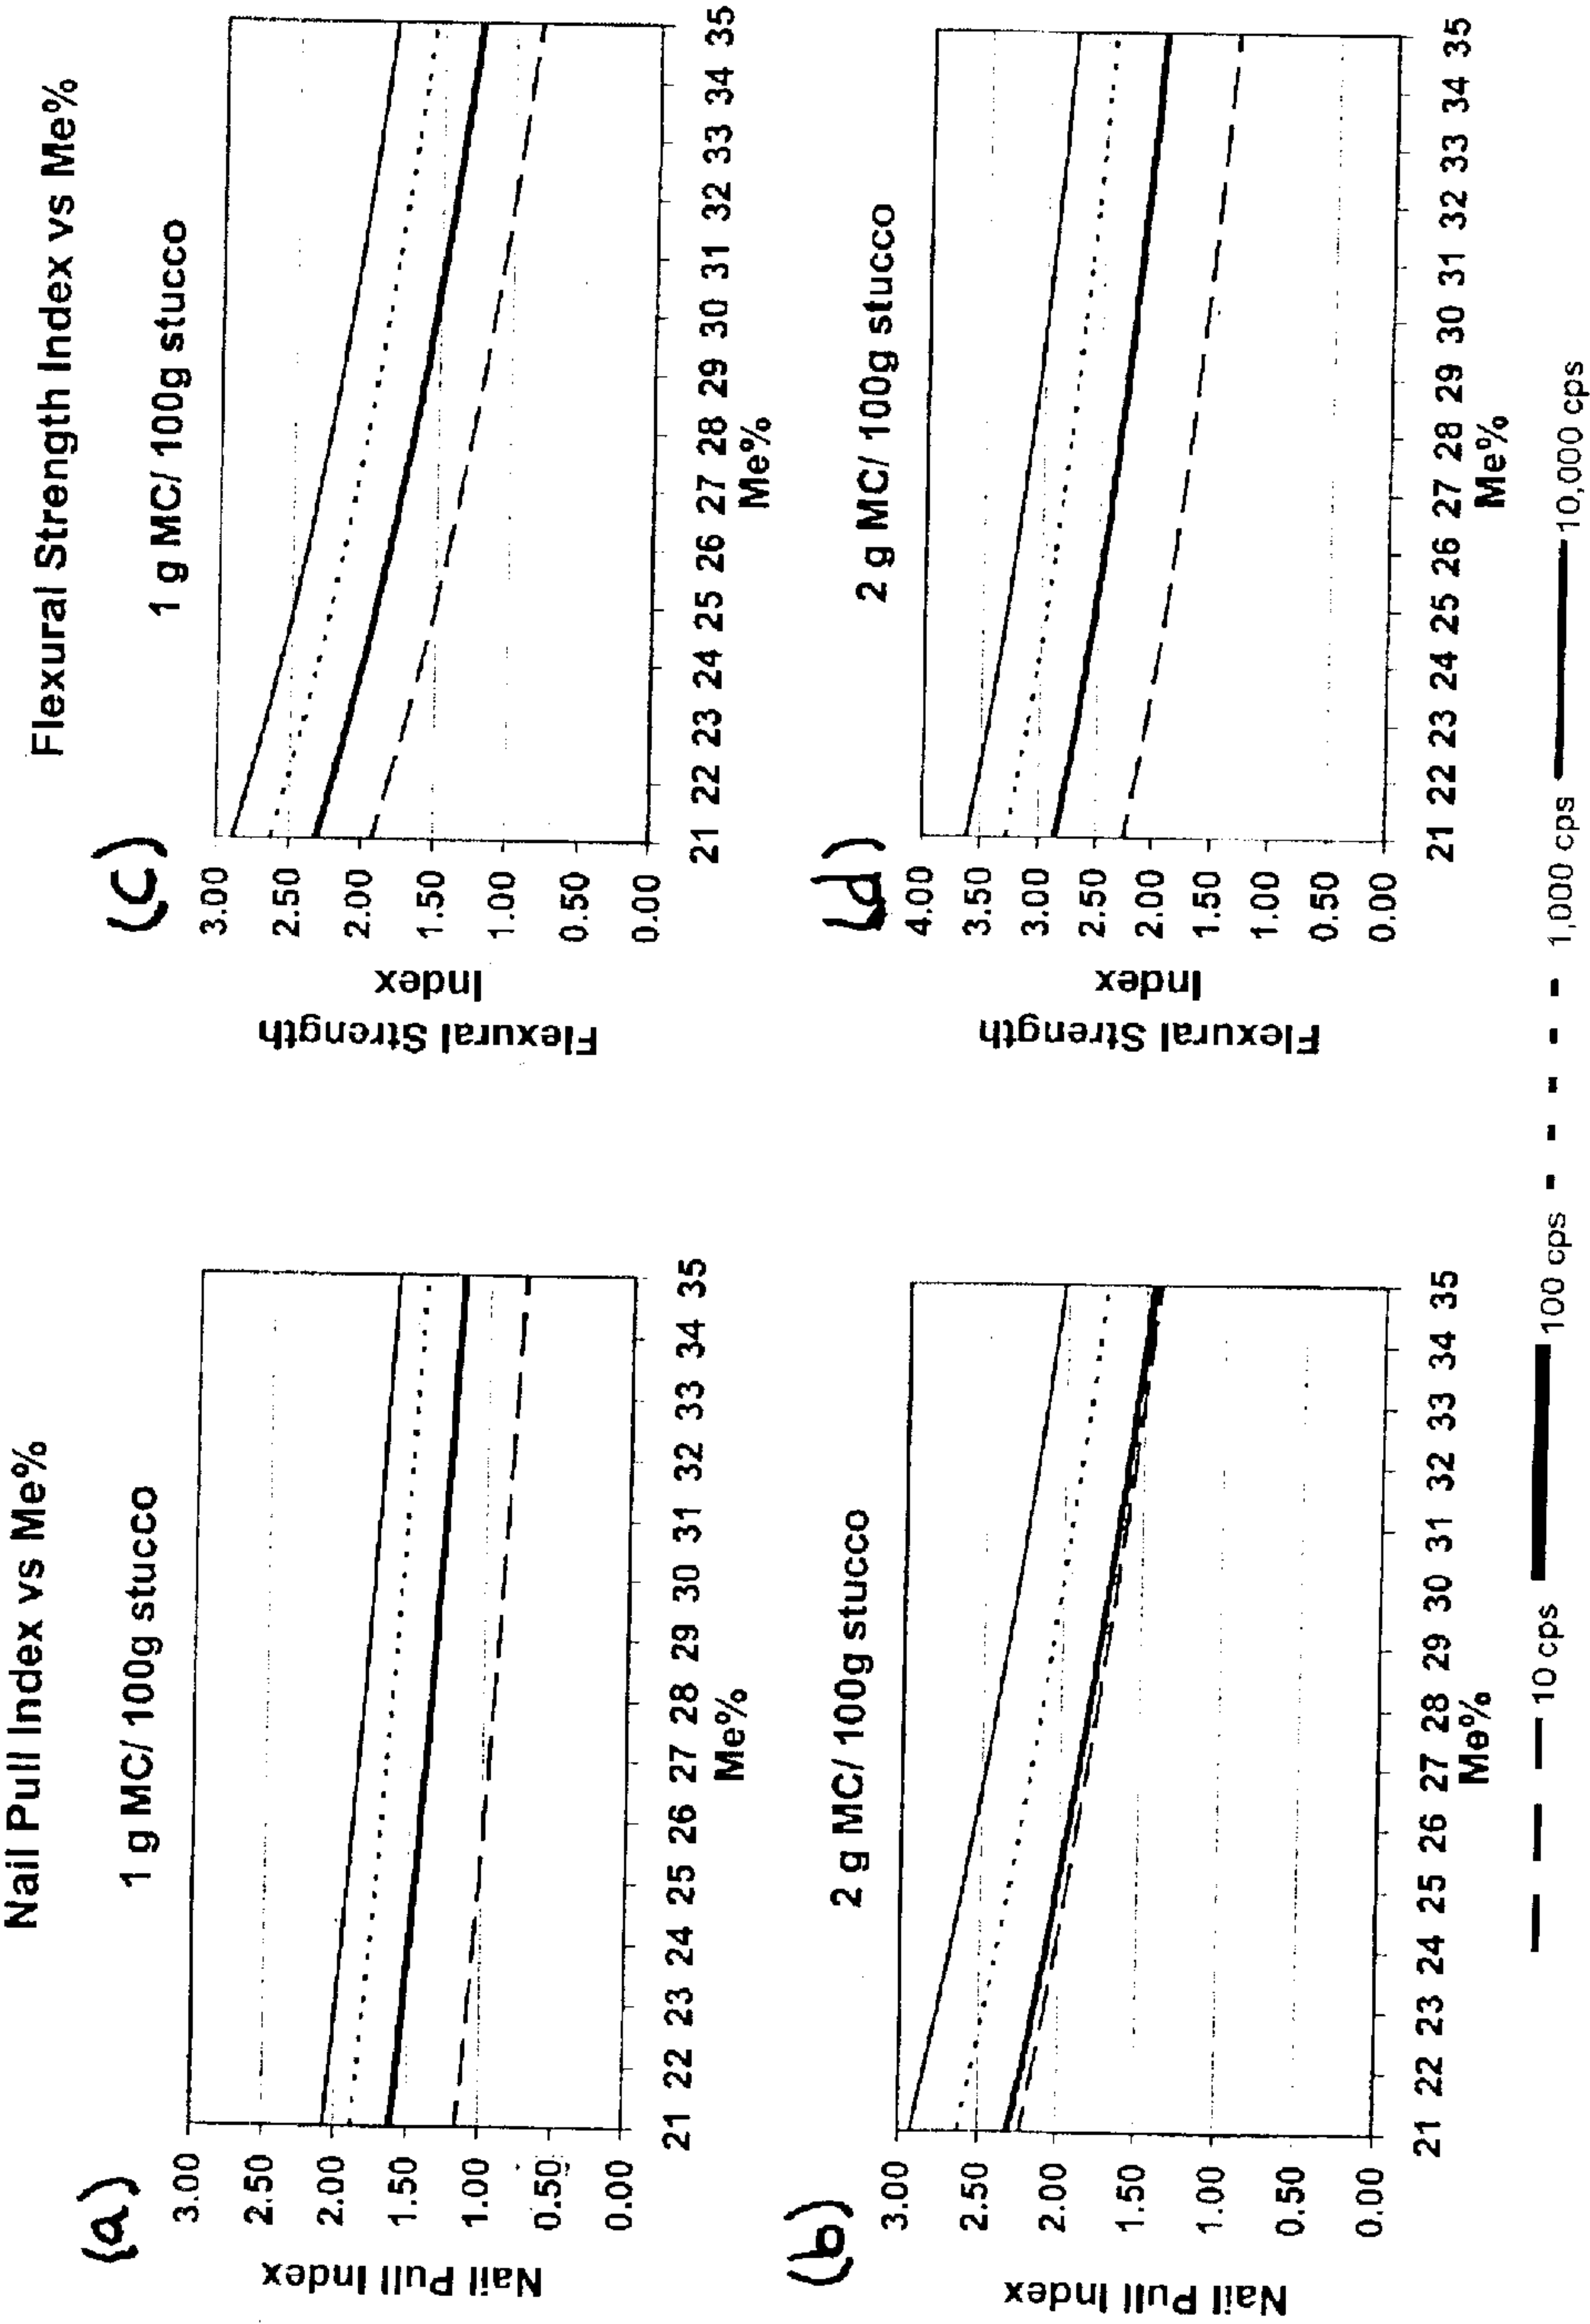 Nail Pull Index vs Me%
(a)
1 g MC/ 100g stucco
Nail Pull Index
3.00
2.50
2.00
1.50
1.00
0.50
0.00
21 22 23 24 25 26 27 28 29 30 31 32 33 34 35
Me%
(b)
2 g MC/ 100g stucco
Nail Pull Index
3.00
2.50
2.00
1.50
1.00
0.50
0.00
21 22 23 24 25 26 27 28 29 30 31 32 33 34 35
Me%
Flexural Strength Index vs Me%
(c)
1 g MC/ 100g stucco
Flexural Strength
Index
3.00
2.50
2.00
1.50
1.00
0.50
0.00
21 22 23 24 25 26 27 28 29 30 31 32 33 34 35
Me%
(d)
2 g MC/ 100g stucco
Flexural Strength
Index
4.00
3.50
3.00
2.50
2.00
1.50
1.00
0.50
0.00
21 22 23 24 25 26 27 28 29 30 31 32 33 34 35
Me%
10 cps 100 cps 1,000 cps 10,000 cps